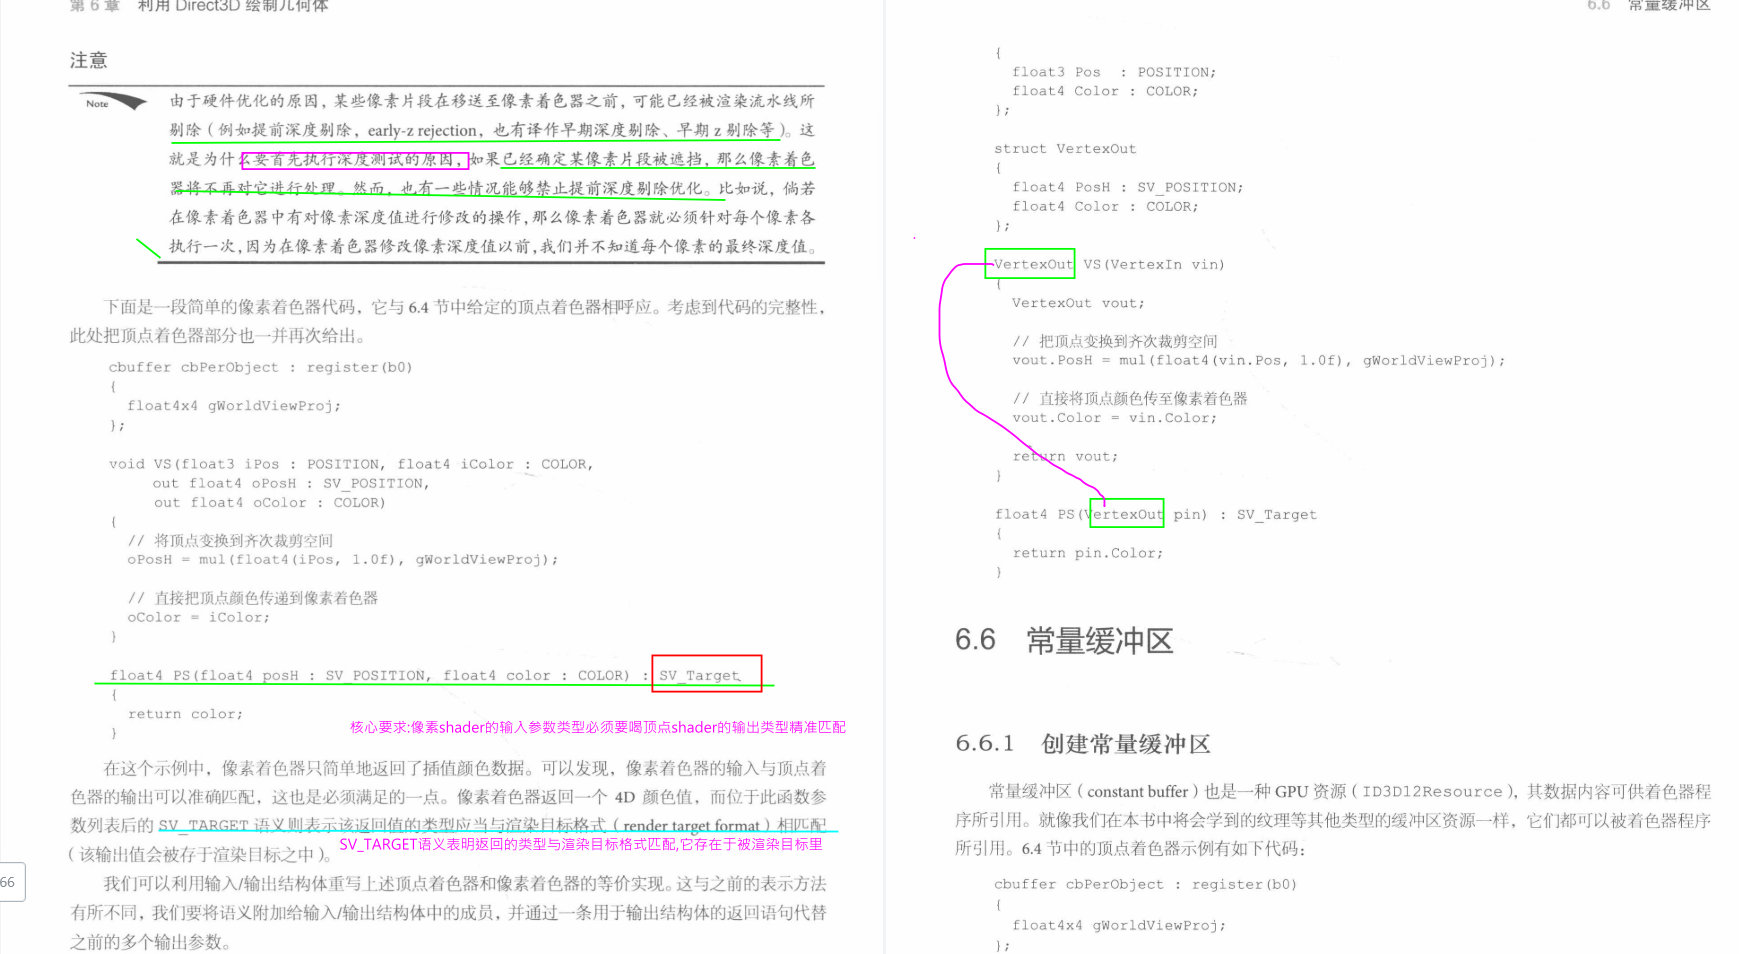 第 6 章 利用 Direct3D 绘制几何体
注意
Note
由于硬件优化的原因，某些像素片段在移送至像素着色器之前，可能已经被渲染流水线所
剔除（例如提前深度剔除，early-z rejection，也有译作早期深度剔除、早期 z 剔除等）。这
就是为什么要首先执行深度测试的原因，如果已经确定某像素片段被遮挡，那么像素着色
器将不再对它进行处理。然而，也有一些情况能够禁止提前深度剔除优化。比如说，倘若
在像素着色器中有对像素深度值进行修改的操作，那么像素着色器就必须针对每个像素各
执行一次，因为在像素着色器修改像素深度值以前，我们并不知道每个像素的最终深度值。
下面是一段简单的像素着色器代码，它与 6.4 节中给定的顶点着色器相呼应。考虑到代码的完整性，
此处把顶点着色器部分也一并再次给出。
cbuffer cbPerObject : register(b0)
{
float4x4 gWorldViewProj;
};
void VS(float3 iPos : POSITION, float4 iColor : COLOR,
out float4 oPosH : SV_POSITION,
out float4 oColor : COLOR)
{
// 将顶点变换到齐次裁剪空间
oPosH = mul(float4(iPos, 1.0f), gWorldViewProj);
// 直接把顶点颜色传递到像素着色器
oColor = iColor;
}
float4 PS(float4 posH : SV_POSITION, float4 color : COLOR) : SV_Target
{
return color;
}
核心要求:像素shader的输入参数类型必须要喝顶点shader的输出类型精准匹配
在这个示例中，像素着色器只简单地返回了插值颜色数据。可以发现，像素着色器的输入与顶点着
色器的输出可以准确匹配，这也是必须满足的一点。像素着色器返回一个 4D 颜色值，而位于此函数参
数列表后的 SV_TARGET 语义则表示该返回值的类型应当与渲染目标格式（render target format）相匹配
（该输出值会被存于渲染目标之中）。
SV_TARGET语义表明返回的类型与渲染目标格式匹配,它存在于被渲染目标里
66
我们可以利用输入/输出结构体重写上述顶点着色器和像素着色器的等价实现。这与之前的表示方法
有所不同，我们要将语义附加给输入/输出结构体中的成员，并通过一条用于输出结构体的返回语句代替
之前的多个输出参数。
6.6 常量缓冲区
{
float3 Pos : POSITION;
float4 Color : COLOR;
};
struct VertexOut
{
float4 PosH : SV_POSITION;
float4 Color : COLOR;
};
VertexOut VS(VertexIn vin)
{
VertexOut vout;
// 把顶点变换到齐次裁剪空间
vout.PosH = mul(float4(vin.Pos, 1.0f), gWorldViewProj);
// 直接将顶点颜色传至像素着色器
vout.Color = vin.Color;
return vout;
}
float4 PS(VertexOut pin) : SV_Target
{
return pin.Color;
}
6.6 常量缓冲区
6.6.1 创建常量缓冲区
常量缓冲区（constant buffer）也是一种 GPU 资源（ID3D12Resource），其数据内容可供着色器程
序所引用。就像我们在本书中将会学到的纹理等其他类型的缓冲区资源一样，它们都可以被着色器程序
所引用。6.4 节中的顶点着色器示例有如下代码：
cbuffer cbPerObject : register(b0)
{
float4x4 gWorldViewProj;
};